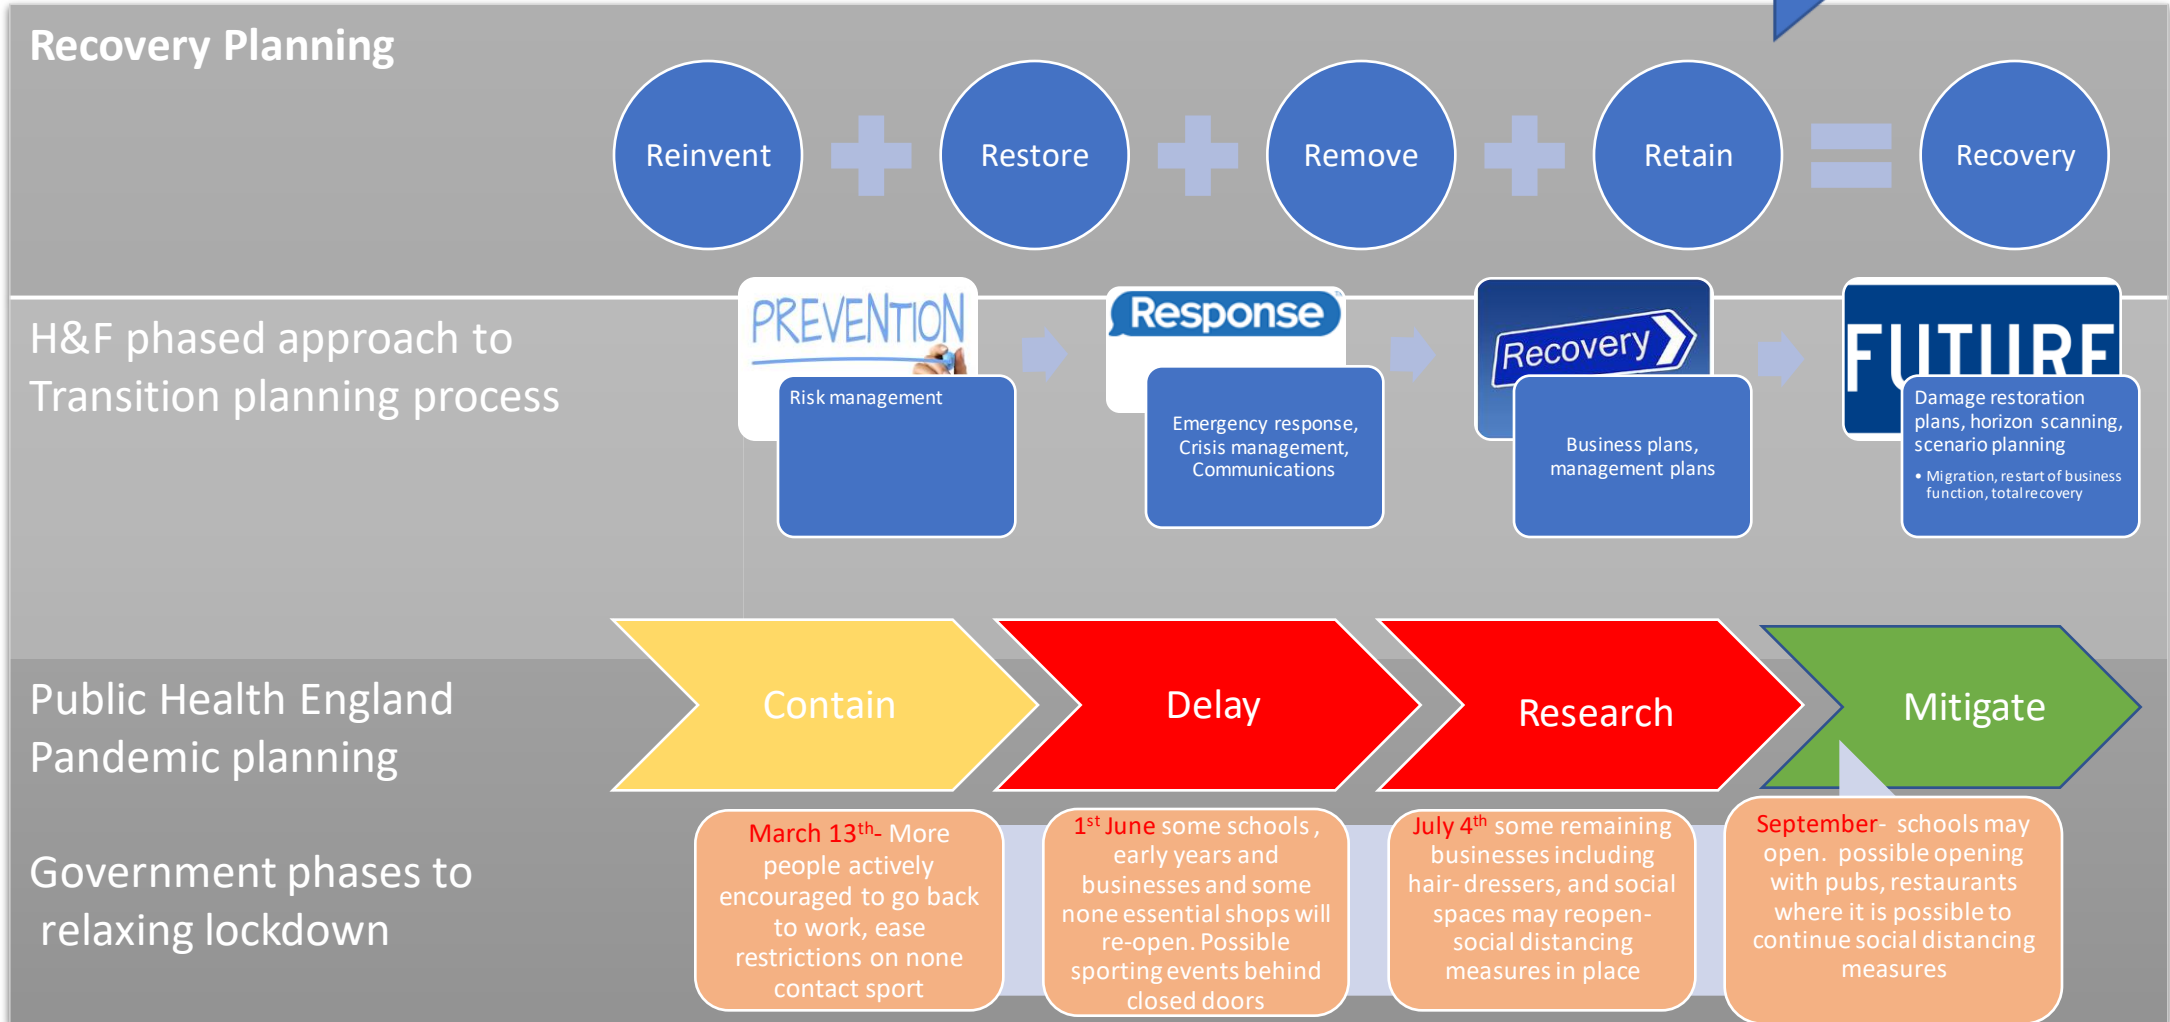 Recovery Planning
Reinvent
Restore
Remove
Retain
Recovery
H&F phased approach to
Transition planning process
PREVENTION
Risk management
Response
Emergency response,
Crisis management,
Communications
Recovery
Business plans,
management plans
FUTURE
Damage restoration
plans, horizon scanning,
scenario planning
• Migration, restart of business
function, total recovery
Public Health England
Pandemic planning
Contain
Delay
Research
Mitigate
Government phases to
relaxing lockdown
March 13th- More
people actively
encouraged to go back
to work, ease
restrictions on none
contact sport
1st June some schools ,
early years and
businesses and some
none essential shops will
re-open. Possible
sporting events behind
closed doors
July 4th some remaining
businesses including
hair- dressers, and social
spaces may reopen-
social distancing
measures in place
September- schools may
open. possible opening
with pubs, restaurants
where it is possible to
continue social distancing
measures